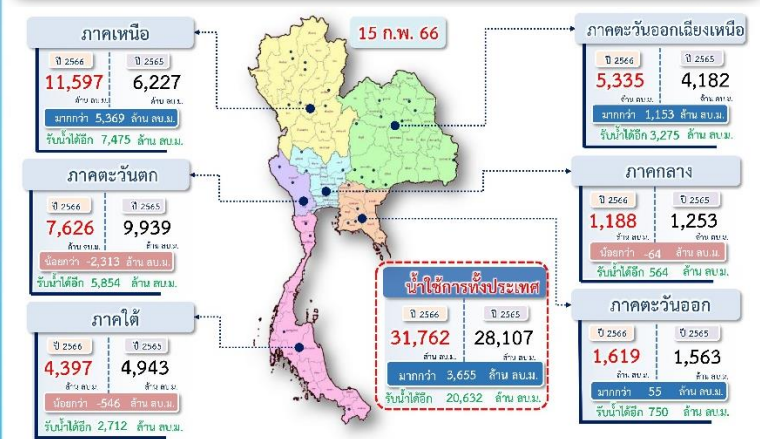 15 ก.พ. 66
ภาคเหนือ
ปี 2566 ปี 2565
11,597 6,227
ล้าน ลบ.ม. ล้าน ลบ.ม.
มากกว่า 5,369 ล้าน ลบ.ม.
รับน้ำได้อีก 7,475 ล้าน ลบ.ม.
ภาคตะวันออกเฉียงเหนือ
ปี 2566 ปี 2565
5,335 4,182
ล้าน ลบ.ม. ล้าน ลบ.ม.
มากกว่า 1,153 ล้าน ลบ.ม.
รับน้ำได้อีก 3,275 ล้าน ลบ.ม.
ภาคตะวันตก
ปี 2566 ปี 2565
7,626 9,939
ล้าน ลบ.ม. ล้าน ลบ.ม.
น้อยกว่า -2,313 ล้าน ลบ.ม.
รับน้ำได้อีก 5,854 ล้าน ลบ.ม.
ภาคกลาง
ปี 2566 ปี 2565
1,188 1,253
ล้าน ลบ.ม. ล้าน ลบ.ม.
น้อยกว่า -64 ล้าน ลบ.ม.
รับน้ำได้อีก 564 ล้าน ลบ.ม.
ภาคใต้
ปี 2566 ปี 2565
4,397 4,943
ล้าน ลบ.ม. ล้าน ลบ.ม.
น้อยกว่า -546 ล้าน ลบ.ม.
รับน้ำได้อีก 2,712 ล้าน ลบ.ม.
น้ำใช้การทั้งประเทศ
ปี 2566 ปี 2565
31,762 28,107
ล้าน ลบ.ม. ล้าน ลบ.ม.
มากกว่า 3,655 ล้าน ลบ.ม.
รับน้ำได้อีก 20,632 ล้าน ลบ.ม.
ภาคตะวันออก
ปี 2566 ปี 2565
1,619 1,563
ล้าน ลบ.ม. ล้าน ลบ.ม.
มากกว่า 55 ล้าน ลบ.ม.
รับน้ำได้อีก 750 ล้าน ลบ.ม.